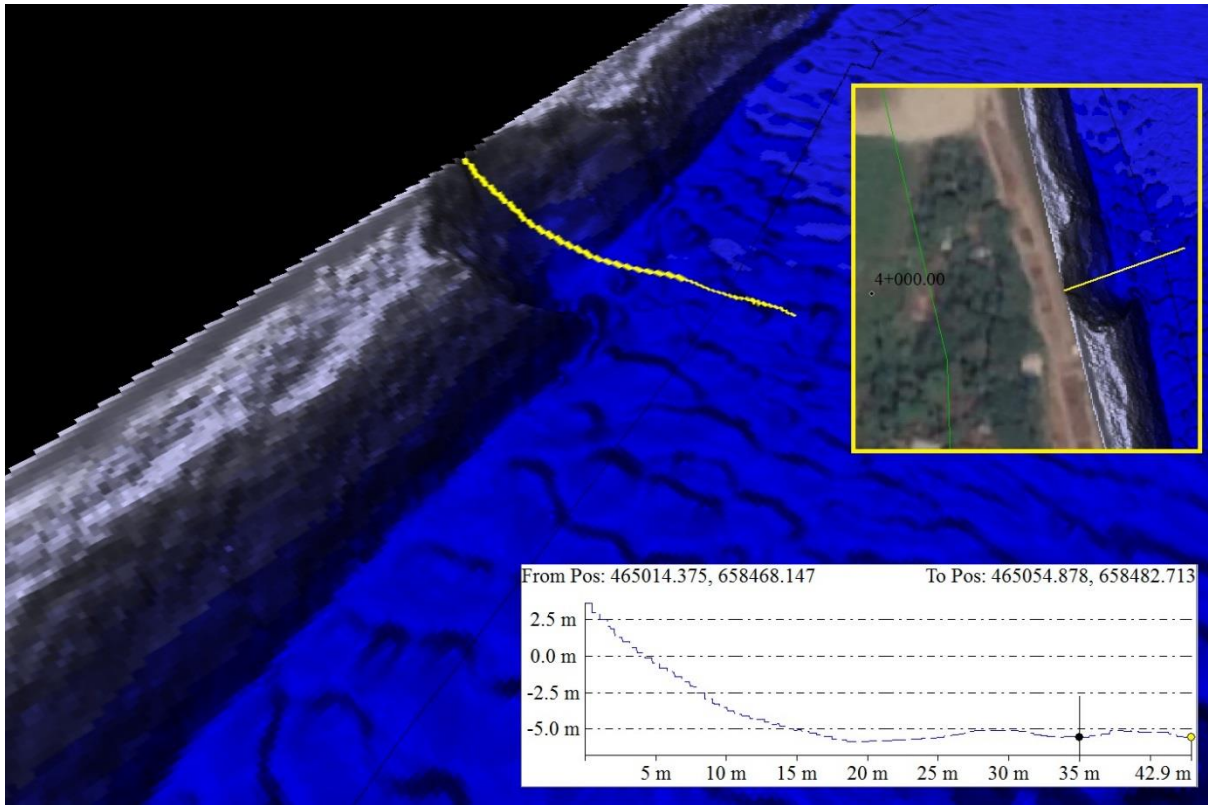 4+000.00
From Pos: 465014.375, 658468.147 To Pos: 465054.878, 658482.713
2.5 m
0.0 m
-2.5 m
-5.0 m
5 m 10 m 15 m 20 m 25 m 30 m 35 m 42.9 m